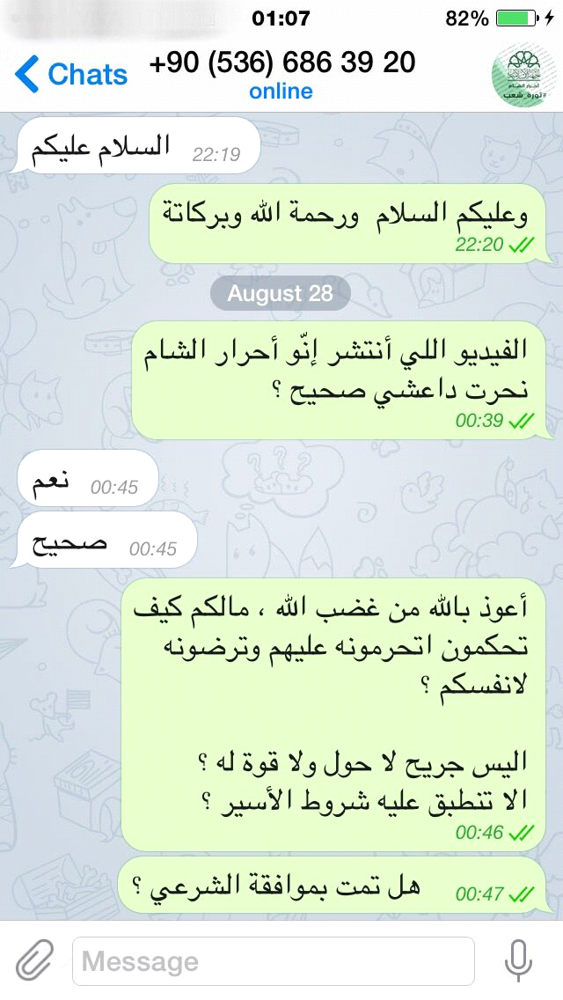 01:07
82%
Chats
+90 (536) 686 39 20
online
#ثورة_شعب
السلام عليكم
22:19
وعليكم السلام ورحمة الله وبركاتة
22:20
August 28
الفيديو اللي أنتشر إنّو أحرار الشام
نحرت داعشي صحيح ؟
00:39
نعم
00:45
صحيح
00:45
أعوذ بالله من غضب الله ، مالكم كيف
تحكمون اتحرمونه عليهم وترضونه
لانفسكم ؟
اليس جريح لا حول ولا قوة له ؟
الا تنطبق عليه شروط الأسير ؟
00:46
هل تمت بموافقة الشرعي ؟
00:47
Message